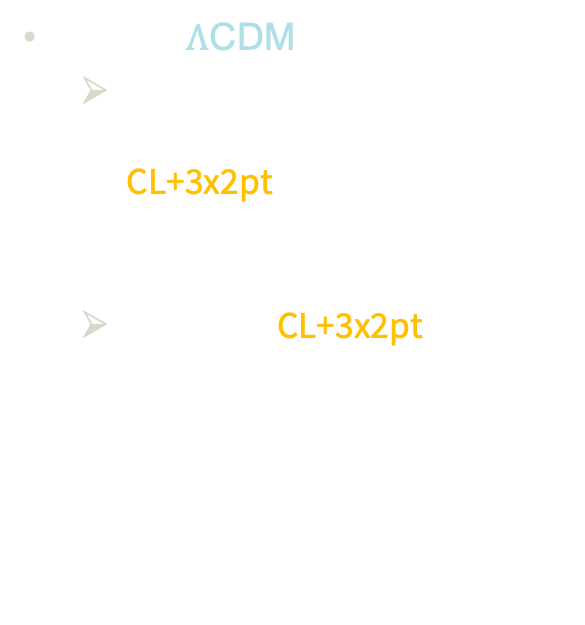 • ΛCDM
➢
CL+3x2pt
➢ CL+3x2pt